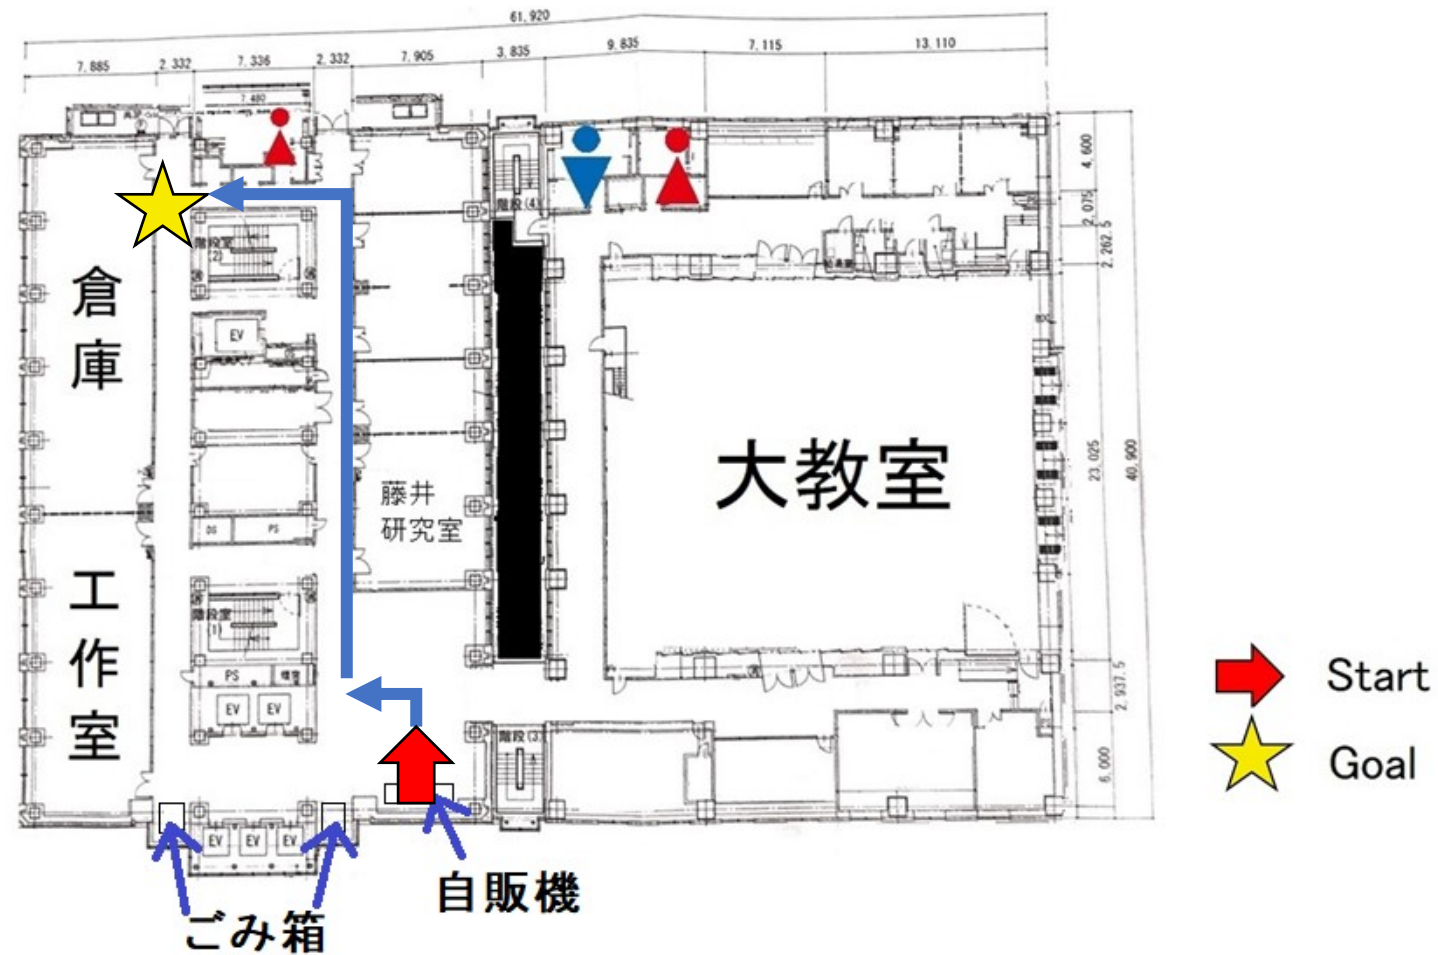 61,920
7,885
2,332
7,336
2,332
7,905
3,835
9,835
7,115
13,110
7,480
4,600
2,075
2,262.5
階段(4)
階段室
(2)
EV
倉
庫
大教室
23,025
40,900
藤井
研究室
DS
PS
工
作
室
階段室
(1)
PS
EV
EV
2,937.5
階段(3)
6,000
EV
EV
EV
ごみ箱
自販機
Start
Goal